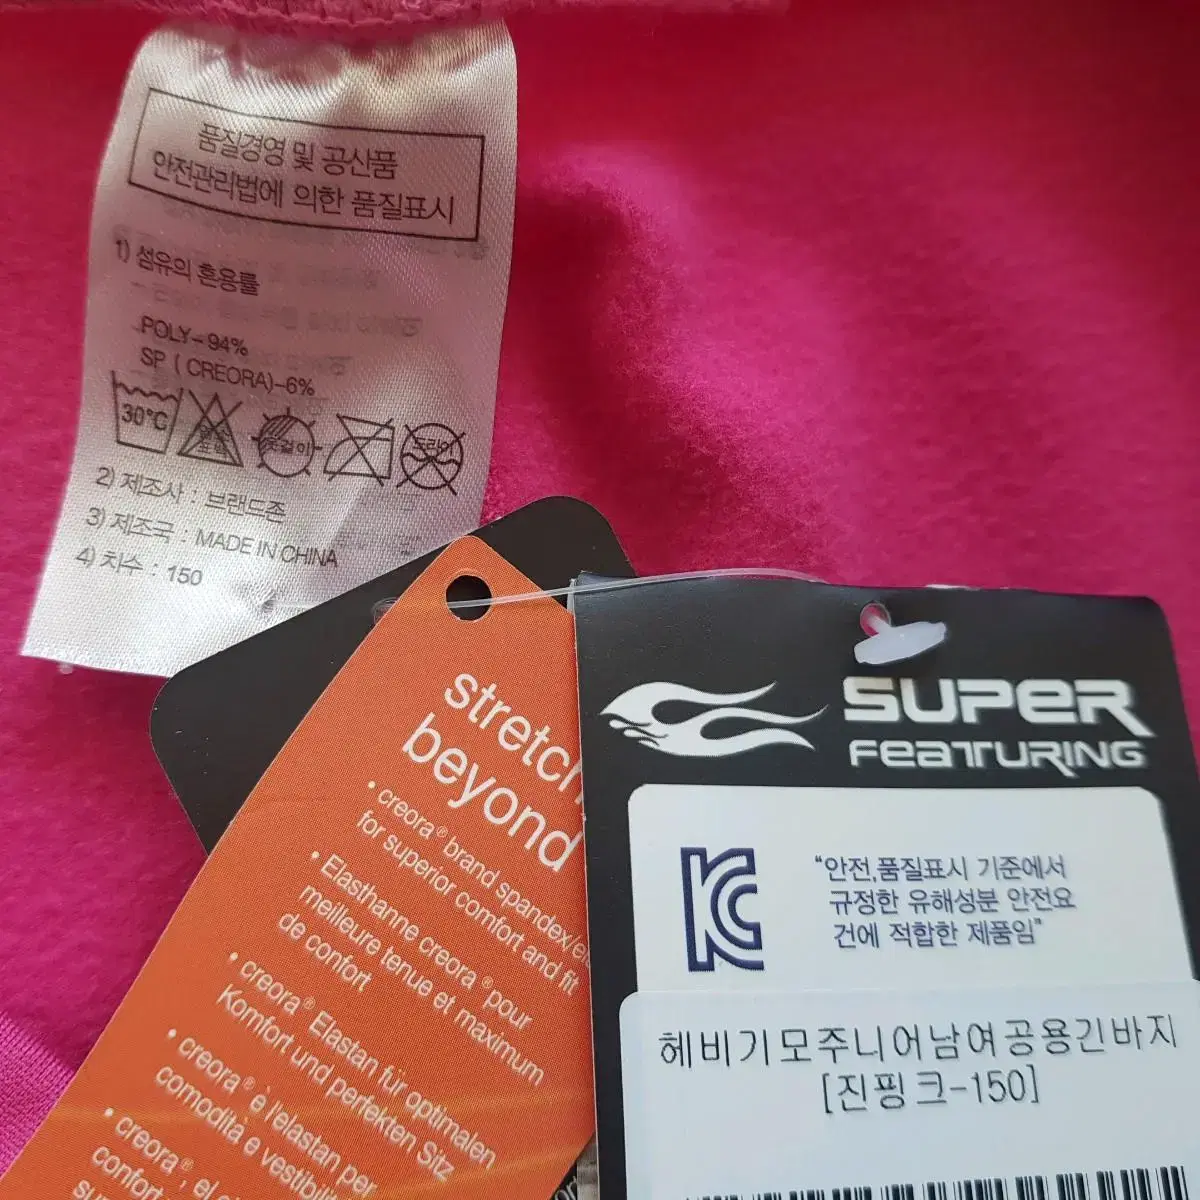 품질경영 및 공산품
안전관리법에 의한 품질표시
1) 섬유의 혼용률
POLY-94%
SP ( CREORA)-6%
30℃
드라이
2) 제조사 : 브랜드존
3) 제조국 : MADE IN CHINA
4) 차수 : 150
stretch
beyond
• creora® brand spandex/
for superior comfort and fit
• Elasthanne creora® pour
meilleure tenue et maximum
de confort
• creora® Elastan für optimalen
Komfort und perfekten Sitz
• creora® è l'elastan per
comodità e
• creora®, el
SUPER
FEATURING
KC
“안전,품질표시 기준에서
규정한 유해성분 안전요
건에 적합한 제품임”
헤비기모주니어남여공용긴바지
[진핑크-150]